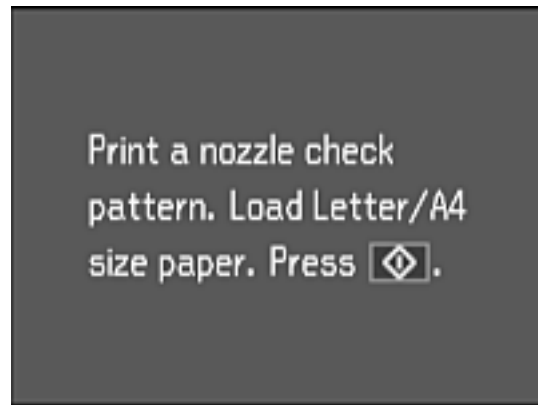 Print a nozzle check
pattern. Load Letter/A4
size paper. Press .